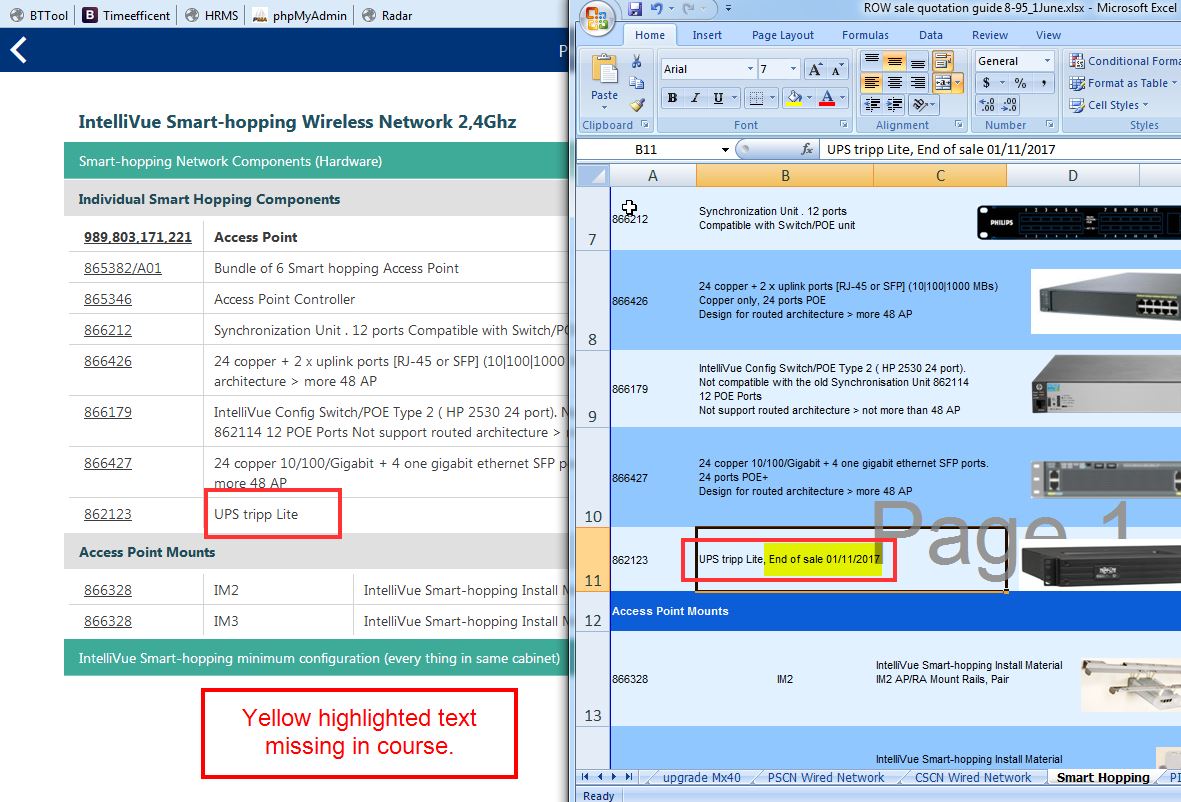 BTTool
Timeefficent
HRMS
phpMyAdmin
Radar
P
IntelliVue Smart-hopping Wireless Network 2,4Ghz
Smart-hopping Network Components (Hardware)
Individual Smart Hopping Components
989,803,171,221 Access Point
865382/A01 Bundle of 6 Smart hopping Access Point
865346 Access Point Controller
866212 Synchronization Unit . 12 ports Compatible with Switch/PO
866426 24 copper + 2 x uplink ports [RJ-45 or SFP] (10|100|1000
architecture > more 48 AP
866179 IntelliVue Config Switch/POE Type 2 ( HP 2530 24 port). N
862114 12 POE Ports Not support routed architecture >
866427 24 copper 10/100/Gigabit + 4 one gigabit ethernet SFP p
more 48 AP
862123 UPS tripp Lite
Access Point Mounts
866328 IM2 IntelliVue Smart-hopping Install M
866328 IM3 IntelliVue Smart-hopping Install M
IntelliVue Smart-hopping minimum configuration (every thing in same cabinet)
Yellow highlighted text
missing in course.
ROW sale quotation guide 8-95_1June.xlsx - Microsoft Excel
Home Insert Page Layout Formulas Data Review View
Paste
Arial 7 A A
B I U A
General
$ % ,
Conditional Forma
Format as Table
Cell Styles
Clipboard Font Alignment Number Styles
B11 fx UPS tripp Lite, End of sale 01/11/2017
A B C D
7 866212 Synchronization Unit . 12 ports
Compatible with Switch/POE unit
PHILIPS
8 866426 24 copper + 2 x uplink ports [RJ-45 or SFP] (10|100|1000 MBs)
Copper only, 24 ports POE
Design for routed architecture > more 48 AP
9 866179 IntelliVue Config Switch/POE Type 2 ( HP 2530 24 port).
Not compatible with the old Synchronisation Unit 862114
12 POE Ports
Not support routed architecture > not more than 48 AP
10 866427 24 copper 10/100/Gigabit + 4 one gigabit ethernet SFP ports.
24 ports POE+
Design for routed architecture > more 48 AP
Page 1
11 862123 UPS tripp Lite, End of sale 01/11/2017
12 Access Point Mounts
13 866328 IM2 IntelliVue Smart-hopping Install Material
IM2 AP/RA Mount Rails, Pair
IntelliVue Smart-hopping Install Material
upgrade Mx40 PSCN Wired Network CSCN Wired Network Smart Hopping PI
Ready